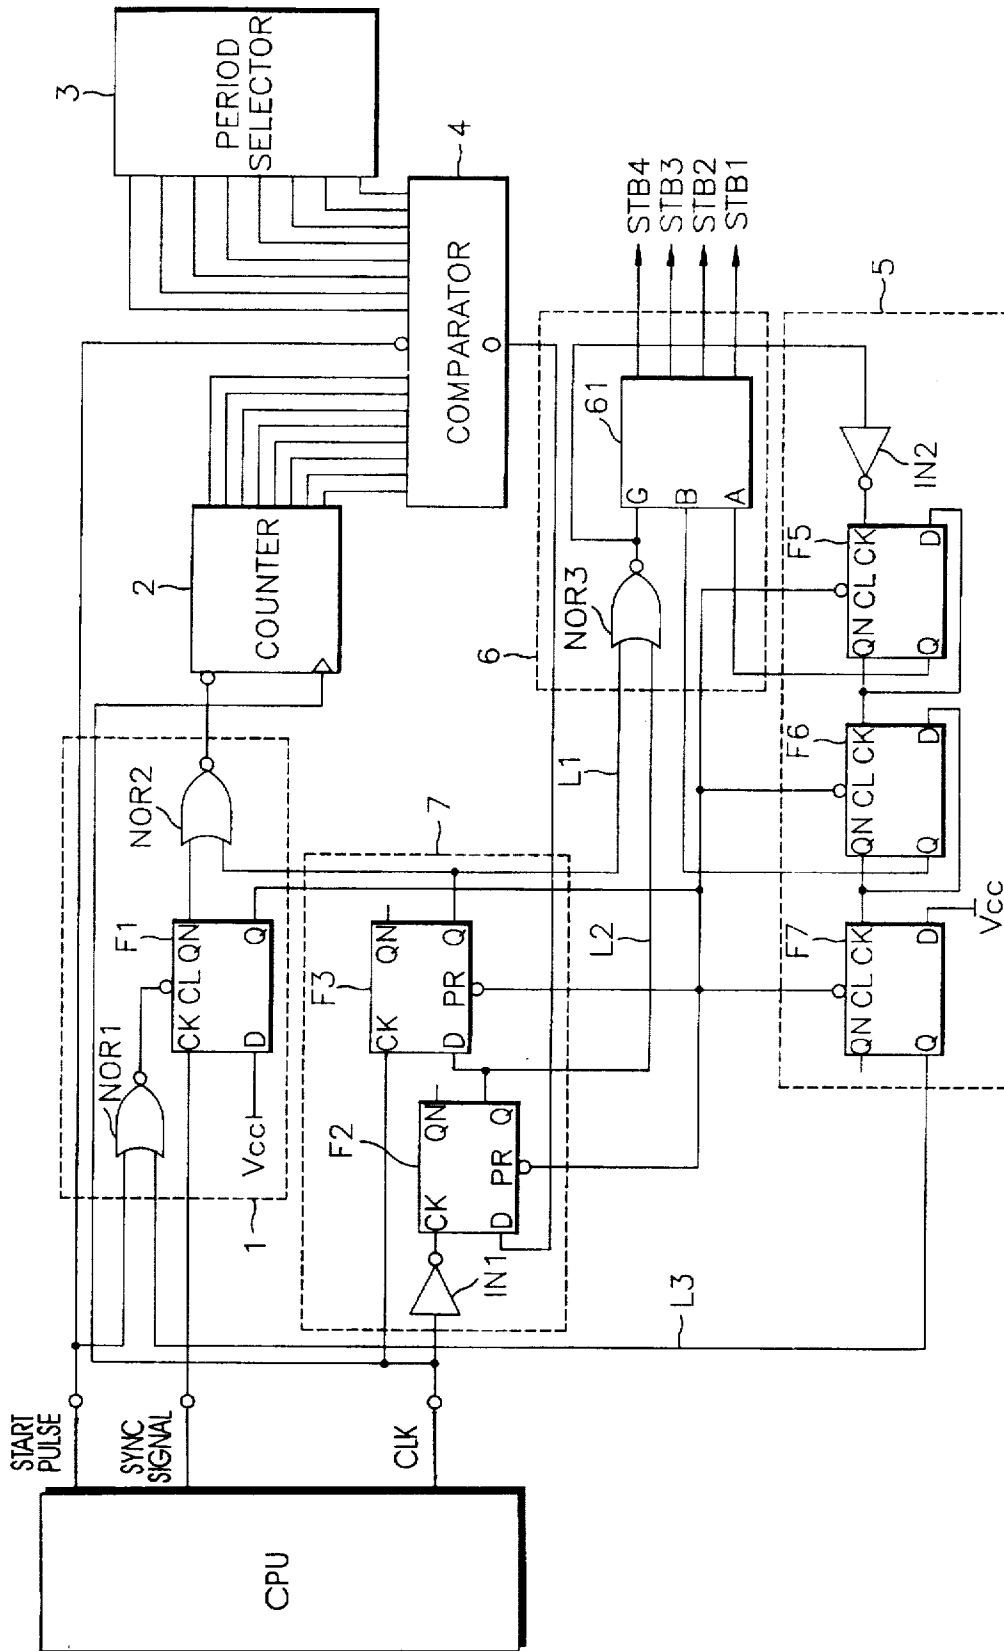 CPU
START
PULSE
SYNC
SIGNAL
CLK
1
NOR1
CK CL QN
D Q
F1
Vcc
NOR2
2
COUNTER
3
PERIOD
SELECTOR
4
COMPARATOR
7
IN1
F2
CK QN
D PR Q
F3
CK QN
D PR Q
L1
L2
L3
6
NOR3
G
B
A
61
STB4
STB3
STB2
STB1
5
F7
QN CL CK
Q D
Vcc
F6
QN CL CK
Q D
F5
QN CL CK
Q D
IN2